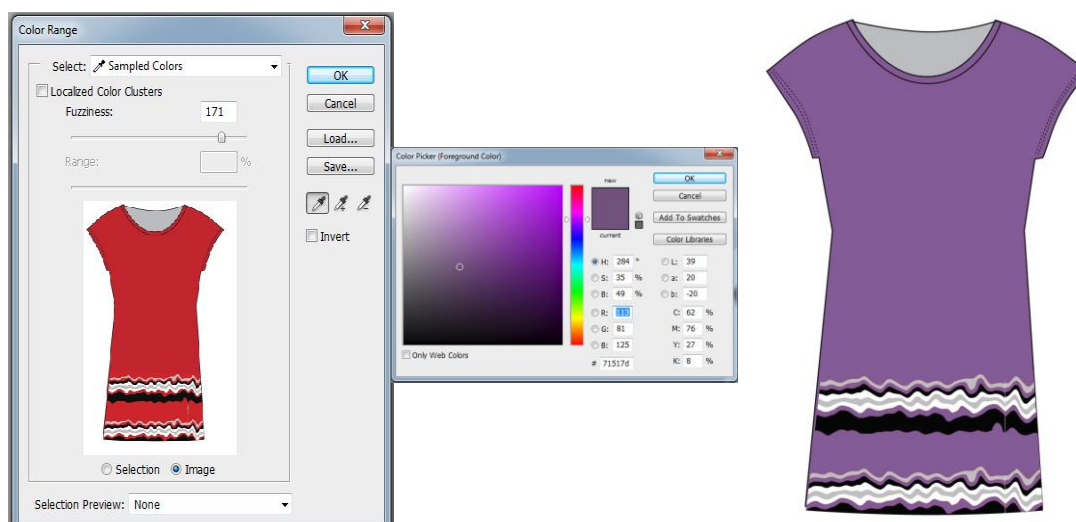 Color Range
Select: Sampled Colors
Localized Color Clusters
Fuzziness: 171
Range: %
OK
Cancel
Load...
Save...
Invert
Selection Image
Selection Preview: None
Color Picker (Foreground Color)
new
current
OK
Cancel
Add To Swatches
Color Libraries
H: 284 °
S: 35 %
B: 49 %
R: 113
G: 81
B: 125
# 71517d
L: 39
a: 20
b: -20
C: 62 %
M: 76 %
Y: 27 %
K: 8 %
Only Web Colors